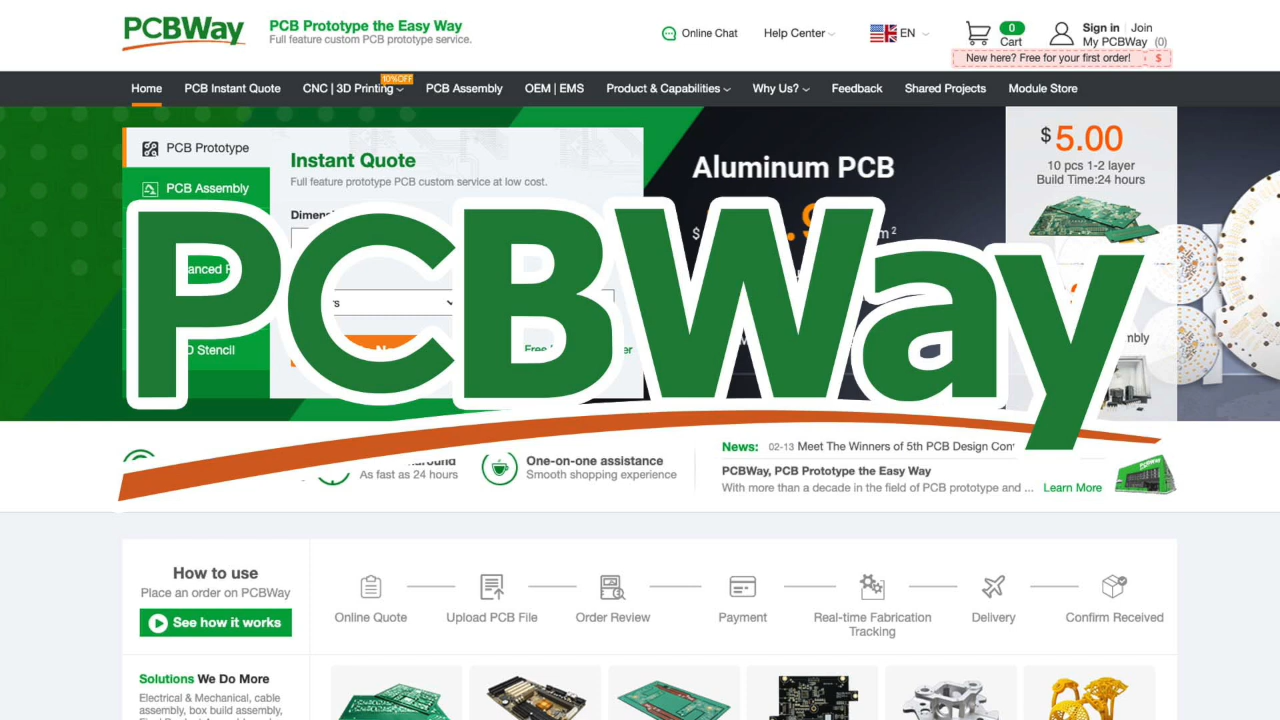 PCBWay
PCB Prototype the Easy Way
Full feature custom PCB prototype service.
Online Chat
Help Center
EN
0
Cart
Sign in
Join
My PCBWay (0)
New here? Free for your first order!
$
Home
PCB Instant Quote
CNC | 3D Printing
10%OFF
PCB Assembly
OEM | EMS
Product & Capabilities
Why Us?
Feedback
Shared Projects
Module Store
PCB Prototype
PCB Assembly
Instant Quote
Full feature prototype PCB custom service at low cost.
Aluminum PCB
$
$5.00
10 pcs 1-2 layer
Build Time:24 hours
PCBWay
D Stencil
As fast as 24 hours
One-on-one assistance
Smooth shopping experience
News: 02-13 Meet The Winners of 5th PCB Design
PCBWay, PCB Prototype the Easy Way
With more than a decade in the field of PCB prototype and ...
Learn More
PCBWay
How to use
Place an order on PCBWay
See how it works
Online Quote
Upload PCB File
Order Review
Payment
Real-time Fabrication
Tracking
Delivery
Confirm Received
Solutions We Do More
Electrical & Mechanical, cable
assembly, box build assembly,